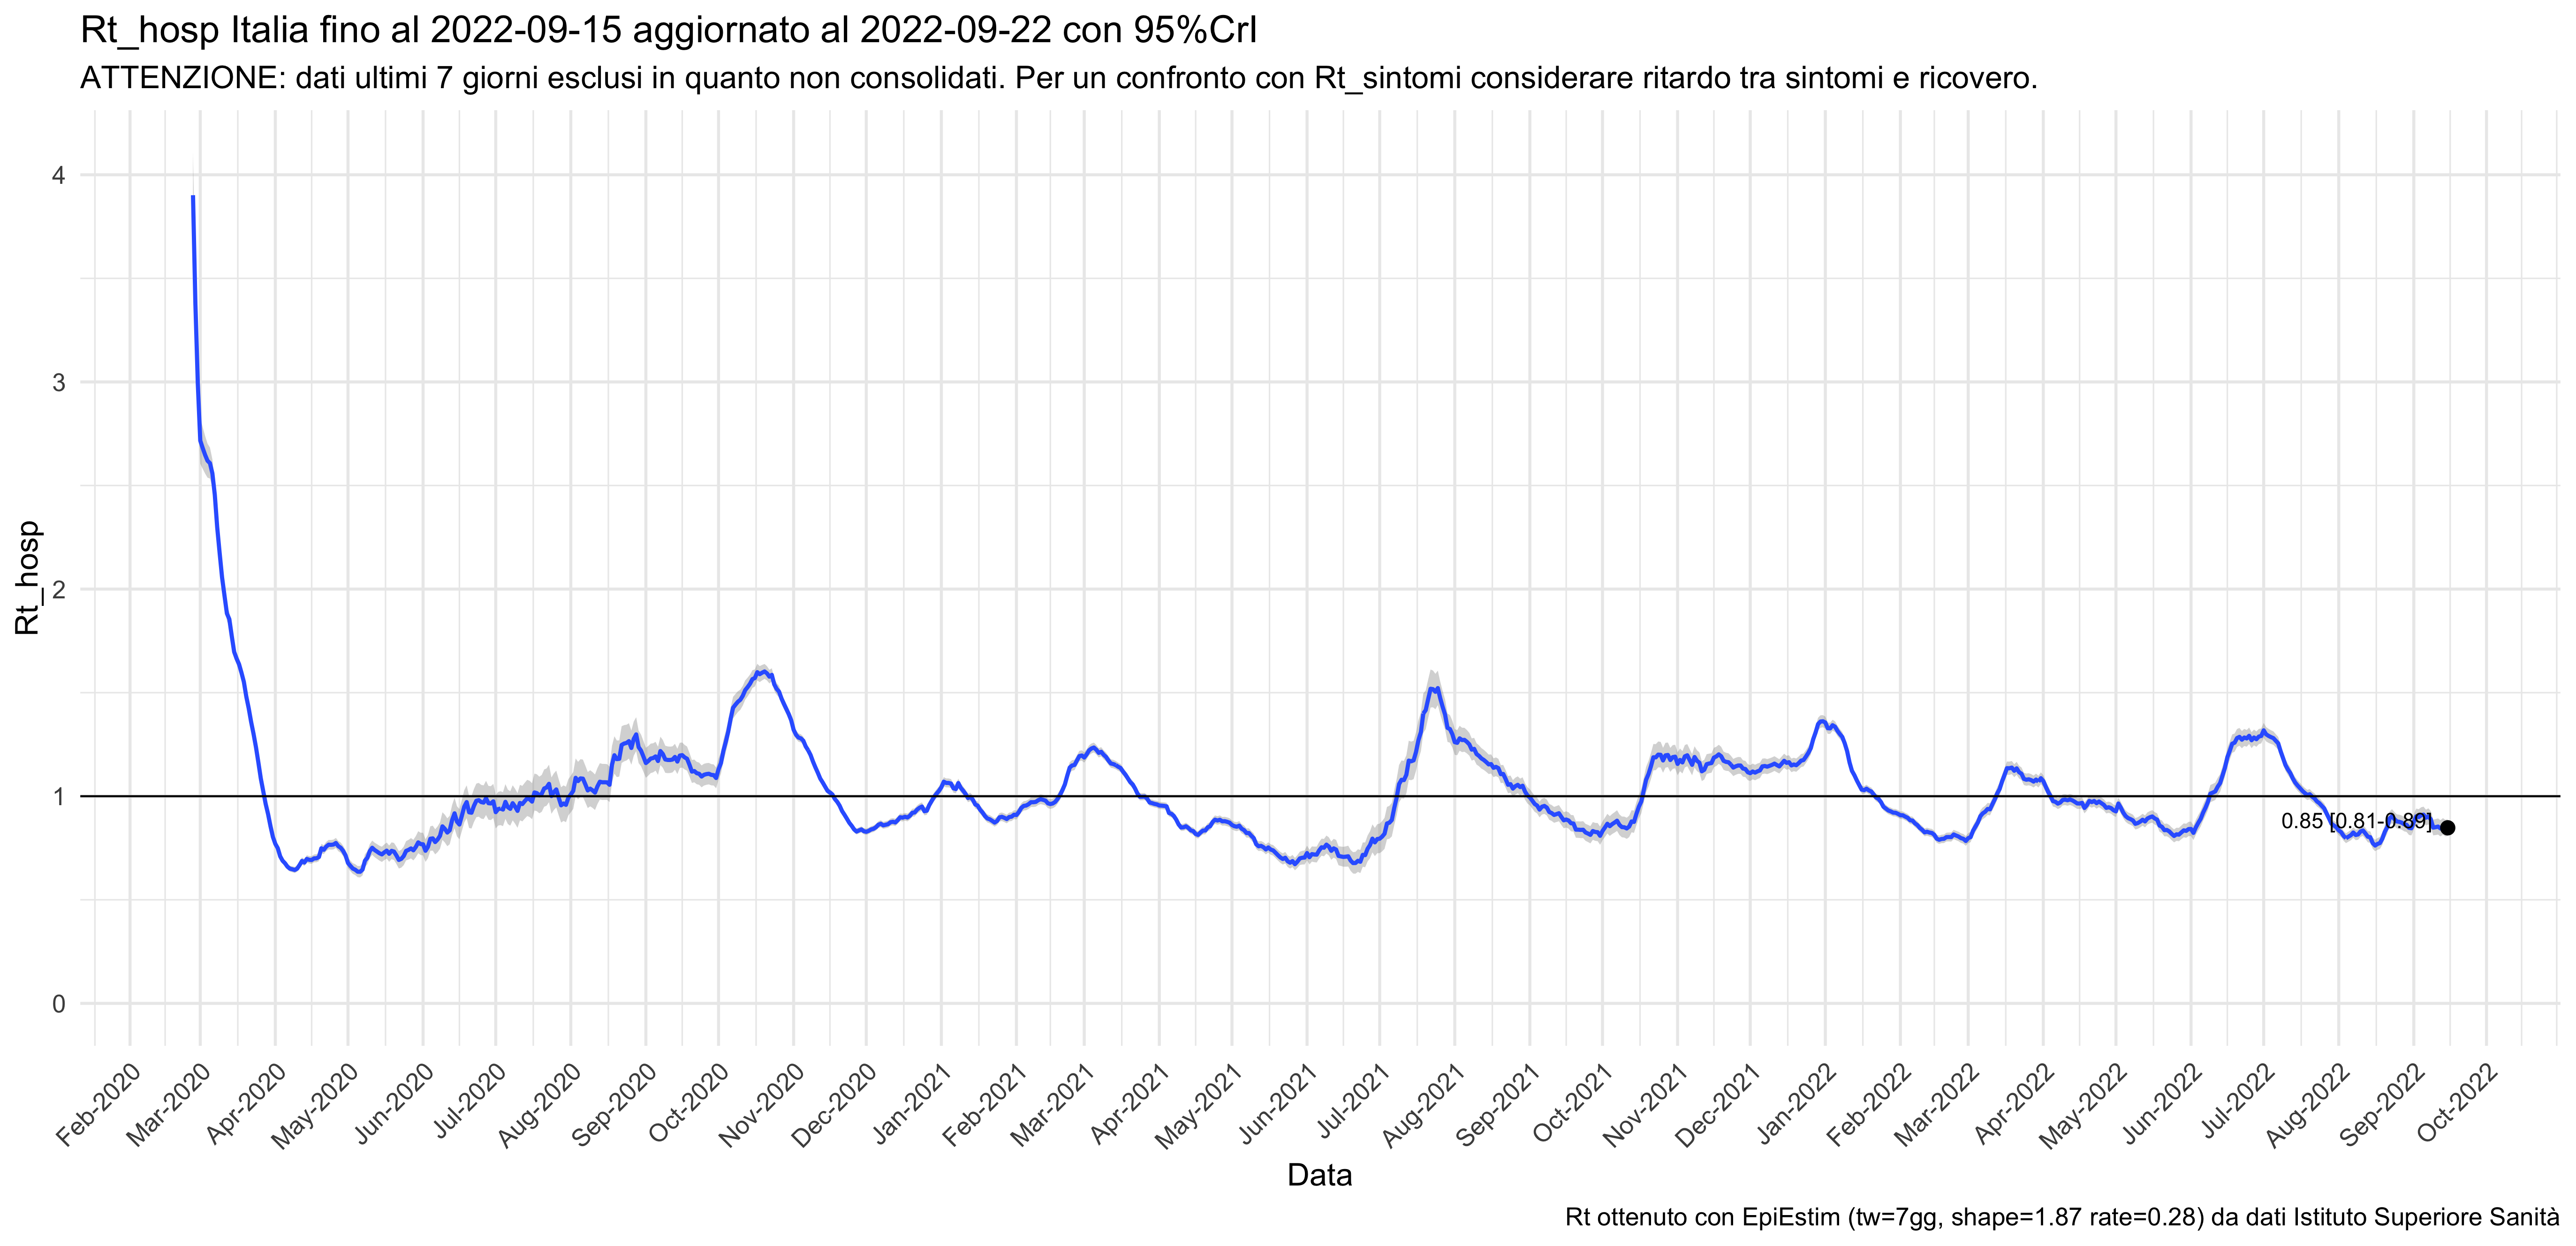 Rt_hosp Italia fino al 2022-09-15 aggiornato al 2022-09-22 con 95%CrI
ATTENZIONE: dati ultimi 7 giorni esclusi in quanto non consolidati. Per un confronto con Rt_sintomi considerare ritardo tra sintomi e ricovero.
Rt_hosp
4
3
2
1
0
0.85 [0.81-0.89]
Feb-2020
Mar-2020
Apr-2020
May-2020
Jun-2020
Jul-2020
Aug-2020
Sep-2020
Oct-2020
Nov-2020
Dec-2020
Jan-2021
Feb-2021
Mar-2021
Apr-2021
May-2021
Jun-2021
Jul-2021
Aug-2021
Sep-2021
Oct-2021
Nov-2021
Dec-2021
Jan-2022
Feb-2022
Mar-2022
Apr-2022
May-2022
Jun-2022
Jul-2022
Aug-2022
Sep-2022
Oct-2022
Data
Rt ottenuto con EpiEstim (tw=7gg, shape=1.87 rate=0.28) da dati Istituto Superiore Sanità